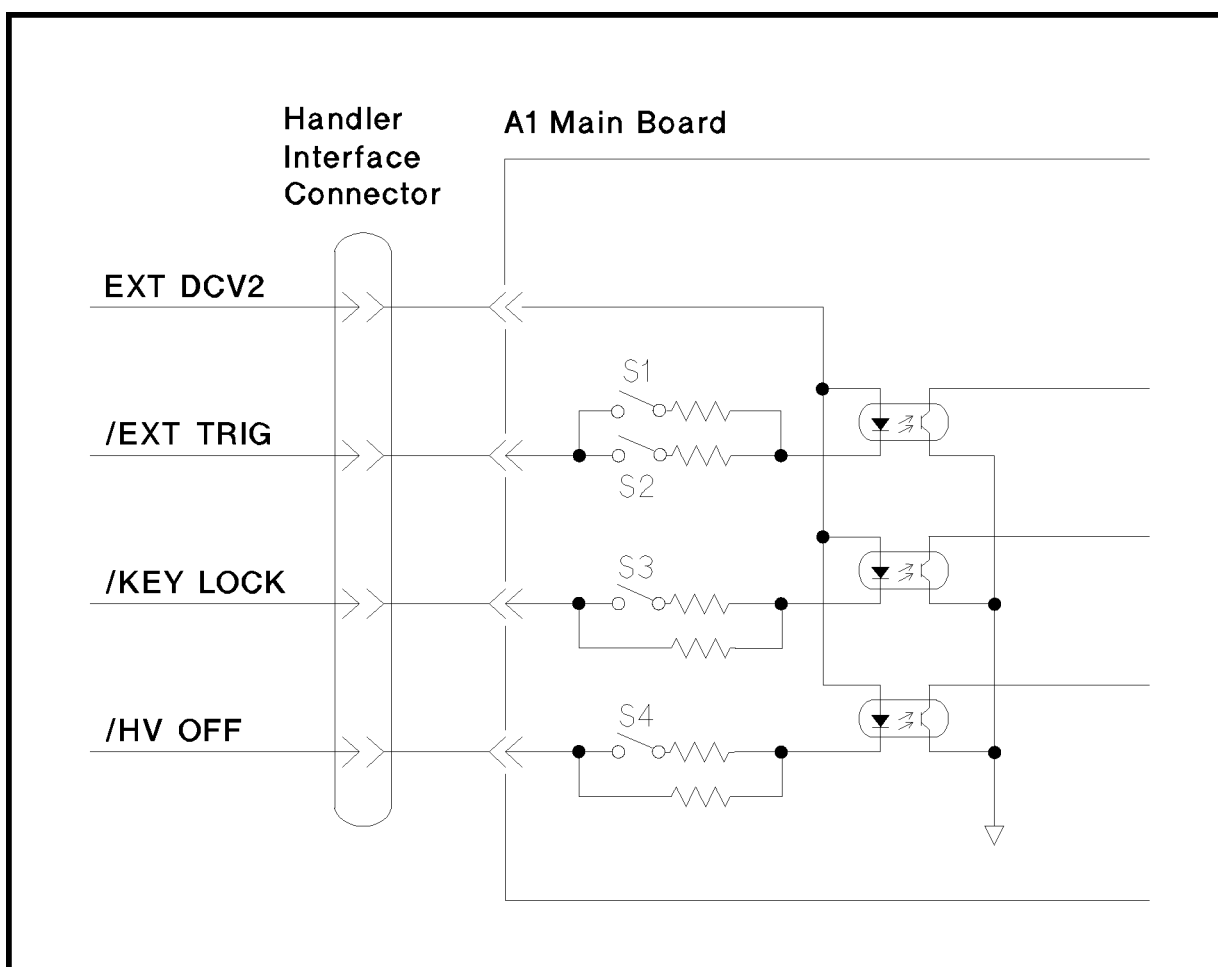 Handler
Interface
Connector
A1 Main Board
EXT DCV2
/EXT TRIG
S1
S2
/KEY LOCK
S3
/HV OFF
S4